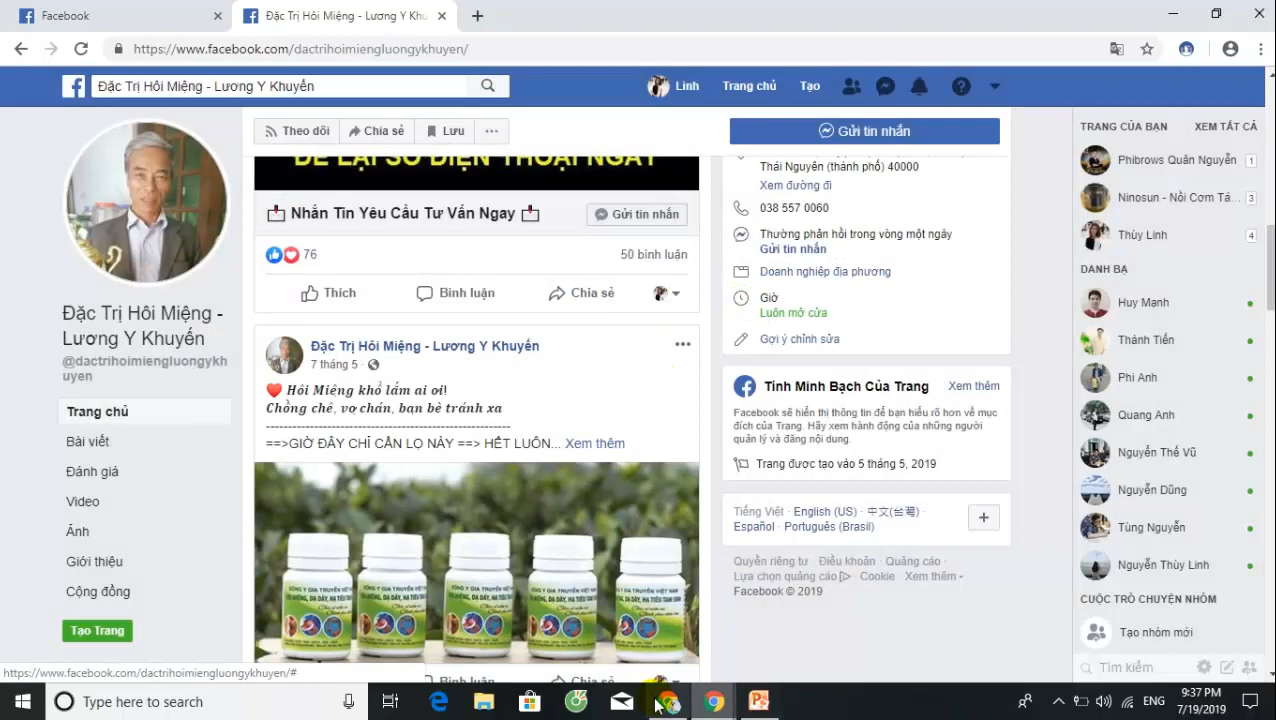 Facebook
Đặc Trị Hôi Miệng - Lương Y Khu
https://www.facebook.com/dactrihoimiengluongykhuyen/
Đặc Trị Hôi Miệng - Lương Y Khuyến
Linh
Trang chủ
Tạo
Theo dõi
Chia sẻ
Lưu
Gửi tin nhắn
Đặc Trị Hôi Miệng -
Lương Y Khuyến
@dactrihoimiengluongykh
uyen
Trang chủ
Bài viết
Đánh giá
Video
Ảnh
Giới thiệu
Cộng đồng
Tạo Trang
ĐỂ LẠI SỐ ĐIỆN THOẠI NGAY
Nhắn Tin Yêu Cầu Tư Vấn Ngay
Gửi tin nhắn
76
50 bình luận
Thích
Bình luận
Chia sẻ
Đặc Trị Hôi Miệng - Lương Y Khuyến
7 tháng 5
Hôi Miệng khổ lắm ai ơi!
Chồng chê, vợ chán, bạn bè tránh xa
------------------------------------------------------
==>GIỜ ĐÂY CHỈ CẦN LỌ NÀY ==> HẾT LUÔN... Xem thêm
Bình luận
Chia sẻ
Thái Nguyên (thành phố) 40000
Xem đường đi
038 557 0060
Thường phản hồi trong vòng một ngày
Gửi tin nhắn
Doanh nghiệp địa phương
Giờ
Luôn mở cửa
Gợi ý chỉnh sửa
Tính Minh Bạch Của Trang
Xem thêm
Facebook sẽ hiển thị thông tin để bạn hiểu rõ hơn về mục
đích của Trang. Hãy xem hành động của những người
quản lý và đăng nội dung.
Trang được tạo vào 5 tháng 5, 2019
Tiếng Việt · English (US) · 中文(台灣) ·
Español · Português (Brasil)
Quyền riêng tư · Điều khoản · Quảng cáo ·
Lựa chọn quảng cáo · Cookie · Xem thêm
Facebook © 2019
TRANG CỦA BẠN
XEM TẤT CẢ
Phibrows Quân Nguyễn
1
Ninosun - Nồi Cơm Tá...
3
Thùy Linh
4
DANH BẠ
Huy Mạnh
Thành Tiến
Phi Anh
Quang Anh
Nguyễn Thế Vũ
Nguyễn Dũng
Tùng Nguyễn
Nguyễn Thùy Linh
CUỘC TRÒ CHUYỆN NHÓM
Tạo nhóm mới
Tìm kiếm
https://www.facebook.com/dactrihoimiengluongykhuyen/#
Type here to search
ENG
9:37 PM
7/19/2019